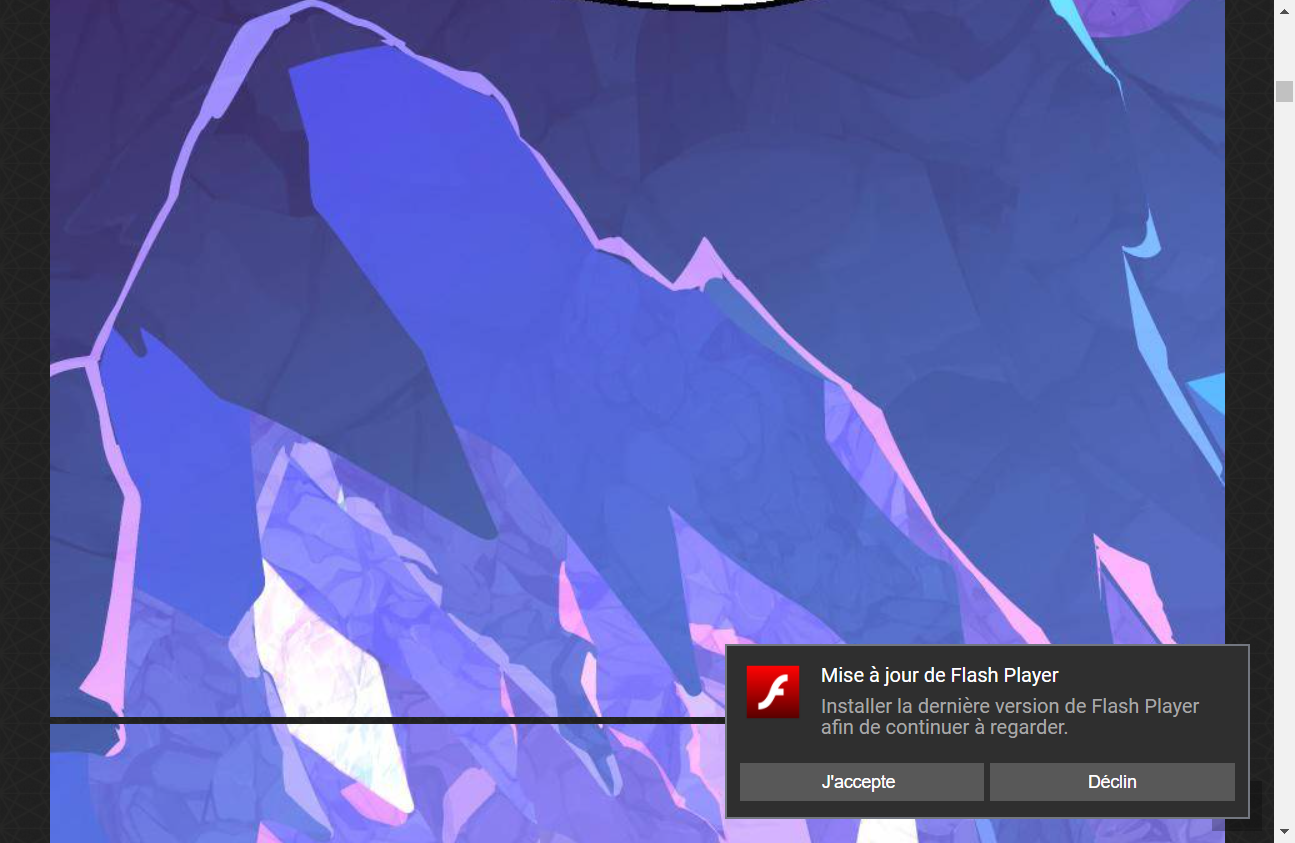 Mise à jour de Flash Player
Installer la dernière version de Flash Player
afin de continuer à regarder.
J'accepte
Déclin